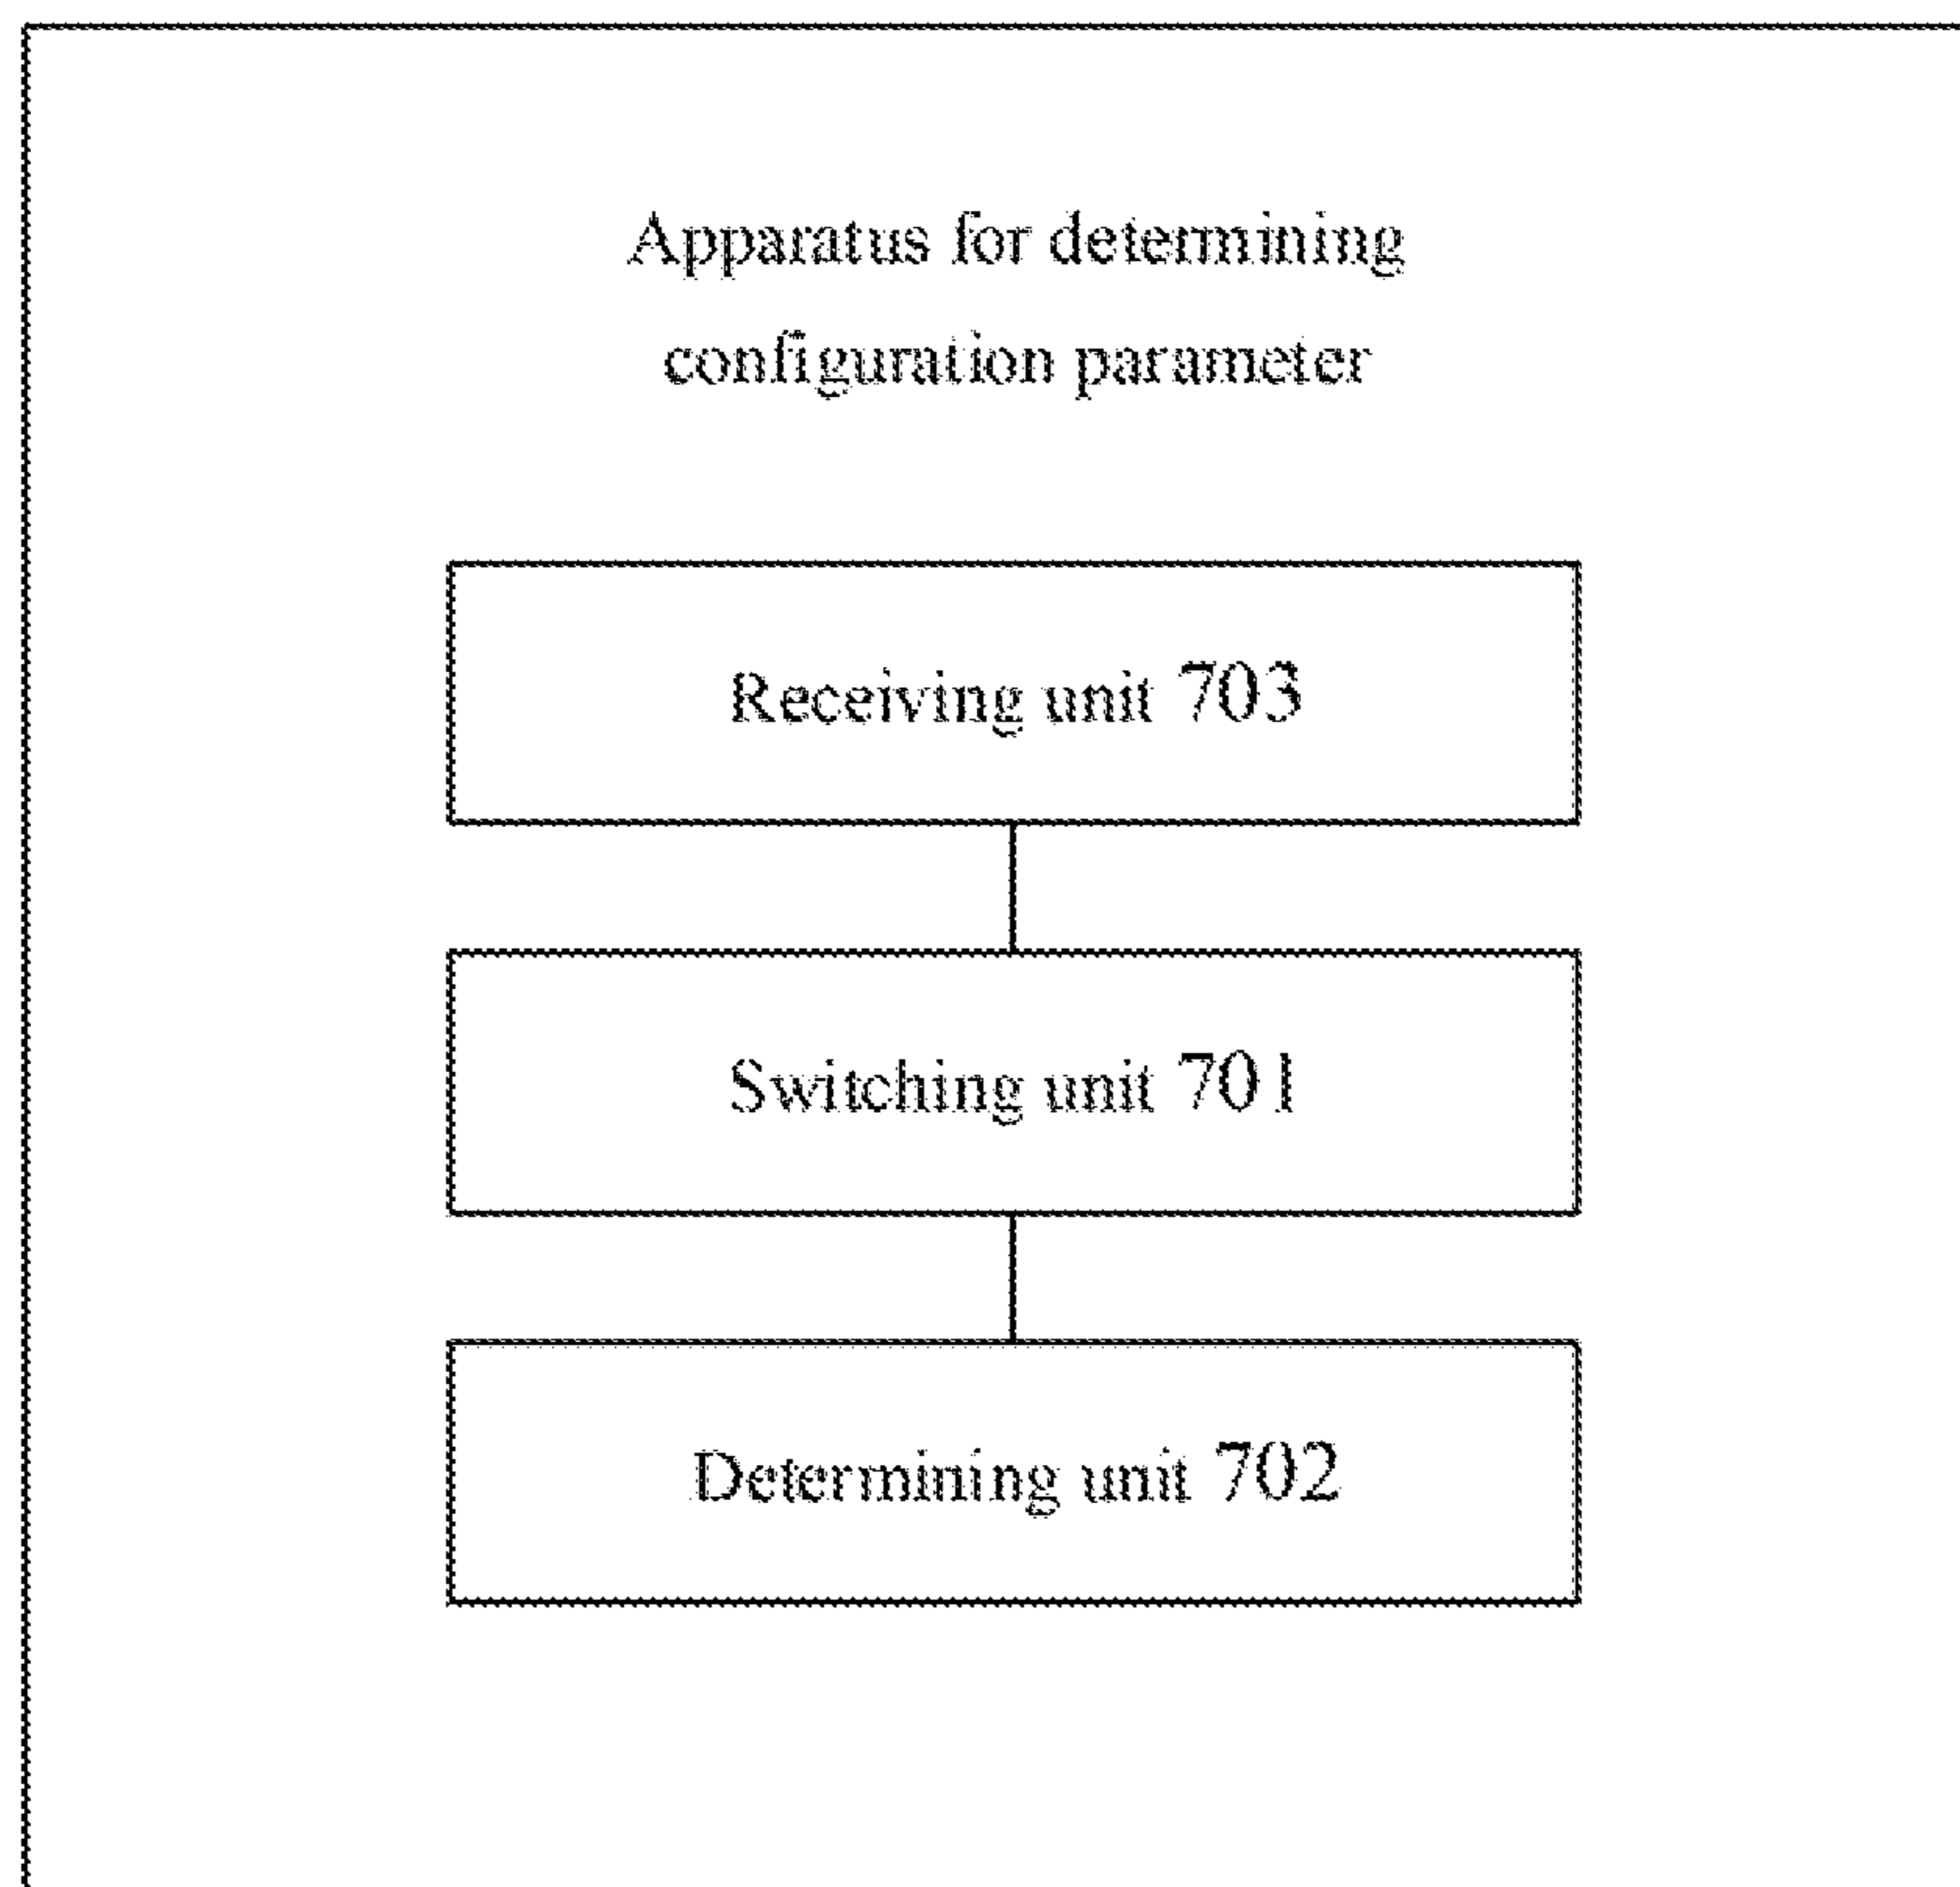 Apparatus for determining
configuration parameter
Receiving unit 703
Switching unit 701
Determining unit 702